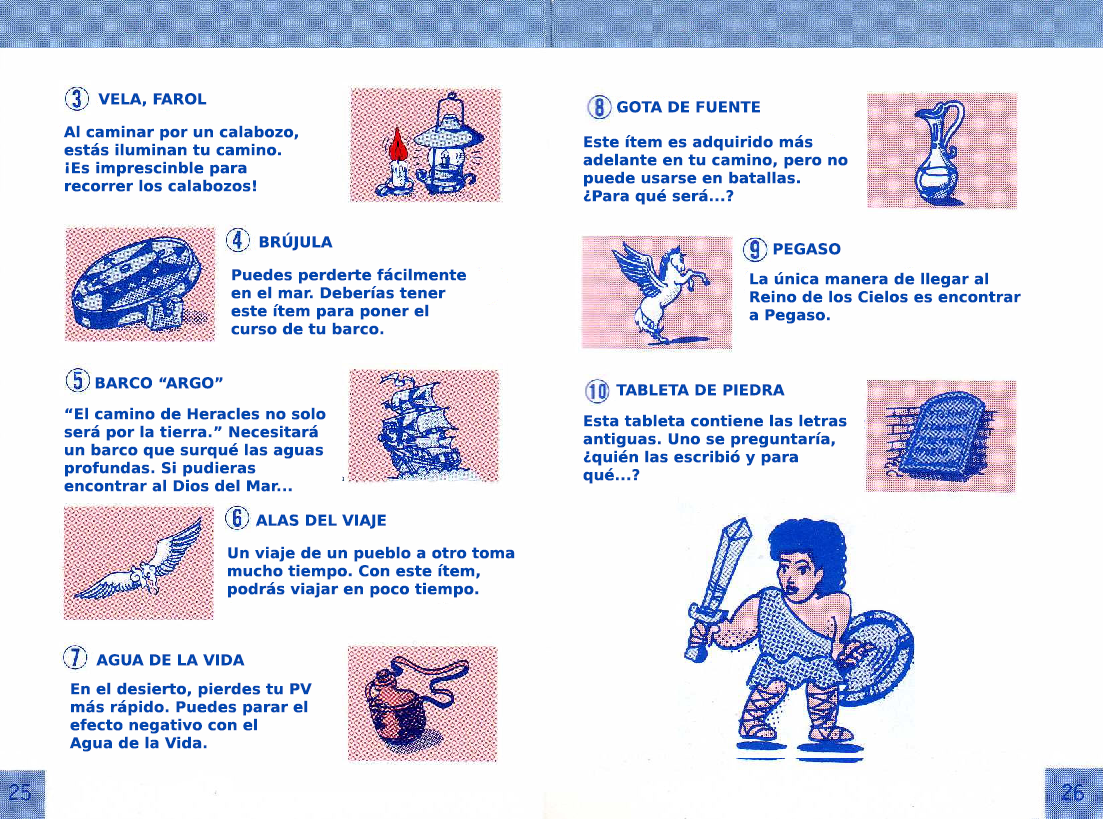 3 VELA, FAROL
Al caminar por un calabozo,
estás iluminan tu camino.
¡Es imprescinble para
recorrer los calabozos!
4 BRÚJULA
Puedes perderte fácilmente
en el mar. Deberías tener
este ítem para poner el
curso de tu barco.
5 BARCO “ARGO”
“El camino de Heracles no solo
será por la tierra.” Necesitará
un barco que surqué las aguas
profundas. Si pudieras
encontrar al Dios del Mar...
6 ALAS DEL VIAJE
Un viaje de un pueblo a otro toma
mucho tiempo. Con este ítem,
podrás viajar en poco tiempo.
7 AGUA DE LA VIDA
En el desierto, pierdes tu PV
más rápido. Puedes parar el
efecto negativo con el
Agua de la Vida.
25
8 GOTA DE FUENTE
Este ítem es adquirido más
adelante en tu camino, pero no
puede usarse en batallas.
¿Para qué será...?
9 PEGASO
La única manera de llegar al
Reino de los Cielos es encontrar
a Pegaso.
10 TABLETA DE PIEDRA
Esta tableta contiene las letras
antiguas. Uno se preguntaría,
¿quién las escribió y para
qué...?
26